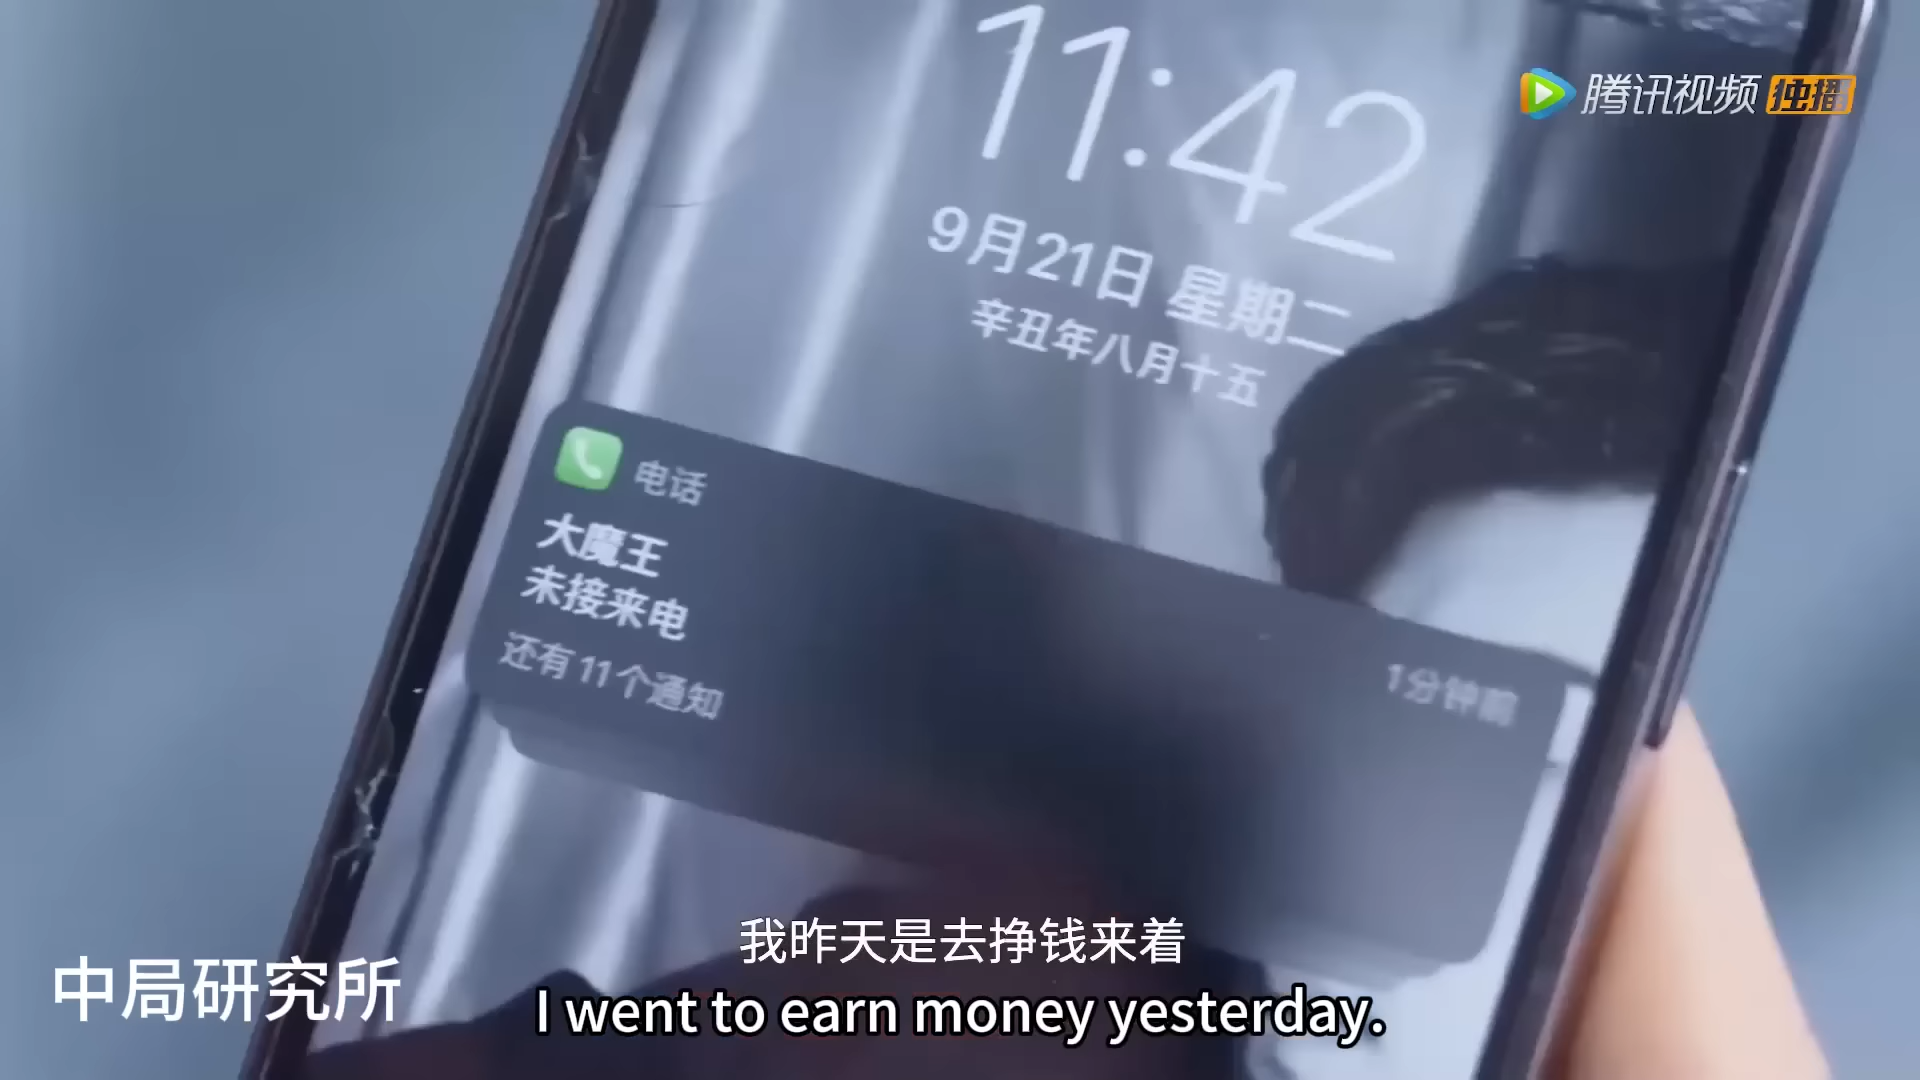 11:42
腾讯视频 独播
9月21日 星期二
辛丑年八月十五
电话
大魔王
未接来电
1分钟前
还有11个通知
我昨天是去挣钱来着
I went to earn money yesterday.
中局研究所